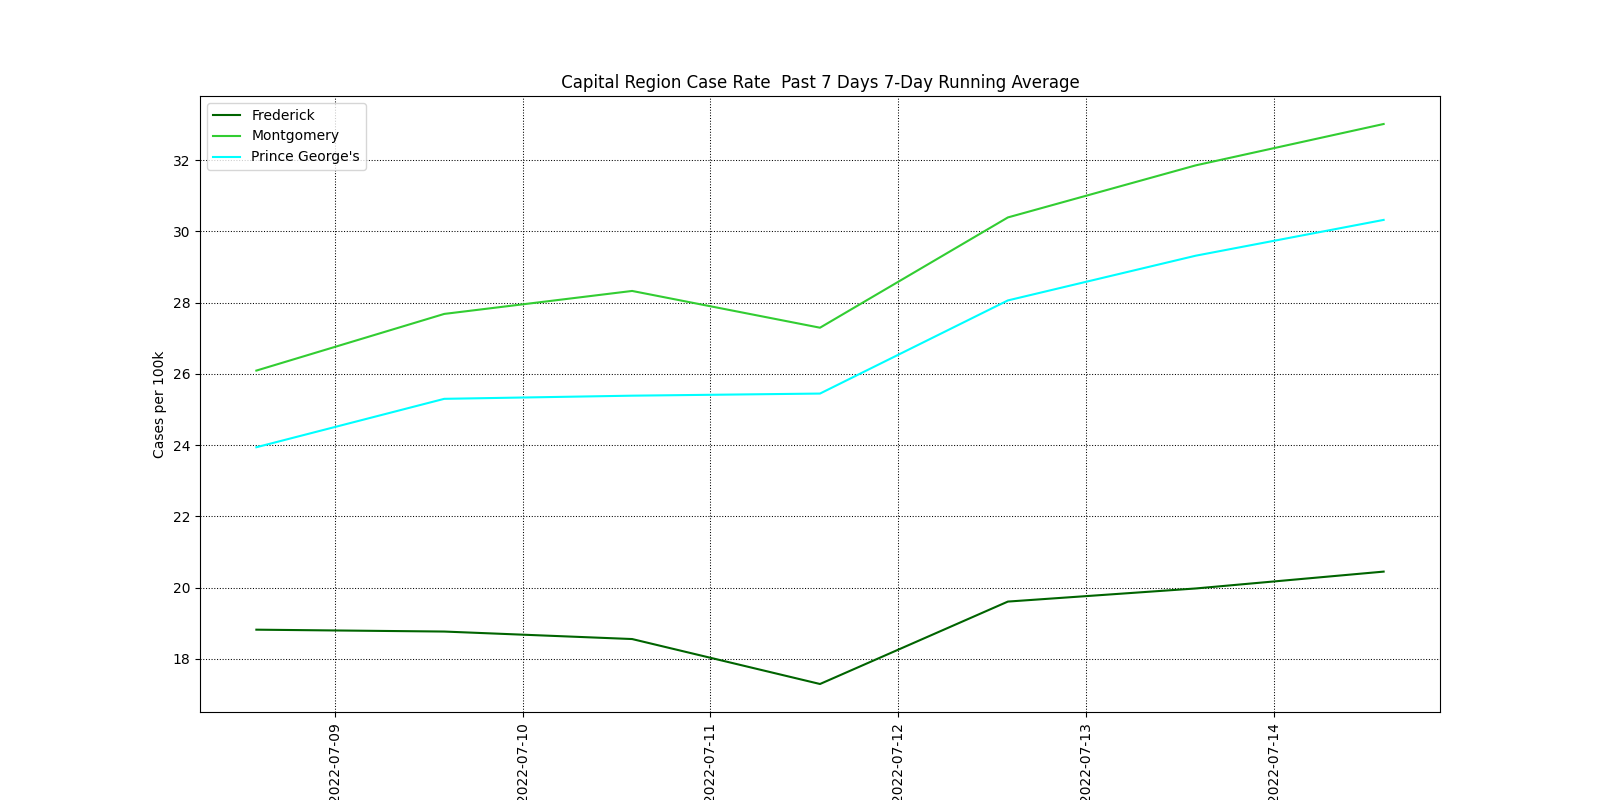 Capital Region Case Rate  Past 7 Days 7-Day Running Average
Frederick
Montgomery
Prince George's
Cases per 100k
32
30
28
26
24
22
20
18
2022-07-09
2022-07-10
2022-07-11
2022-07-12
2022-07-13
2022-07-14